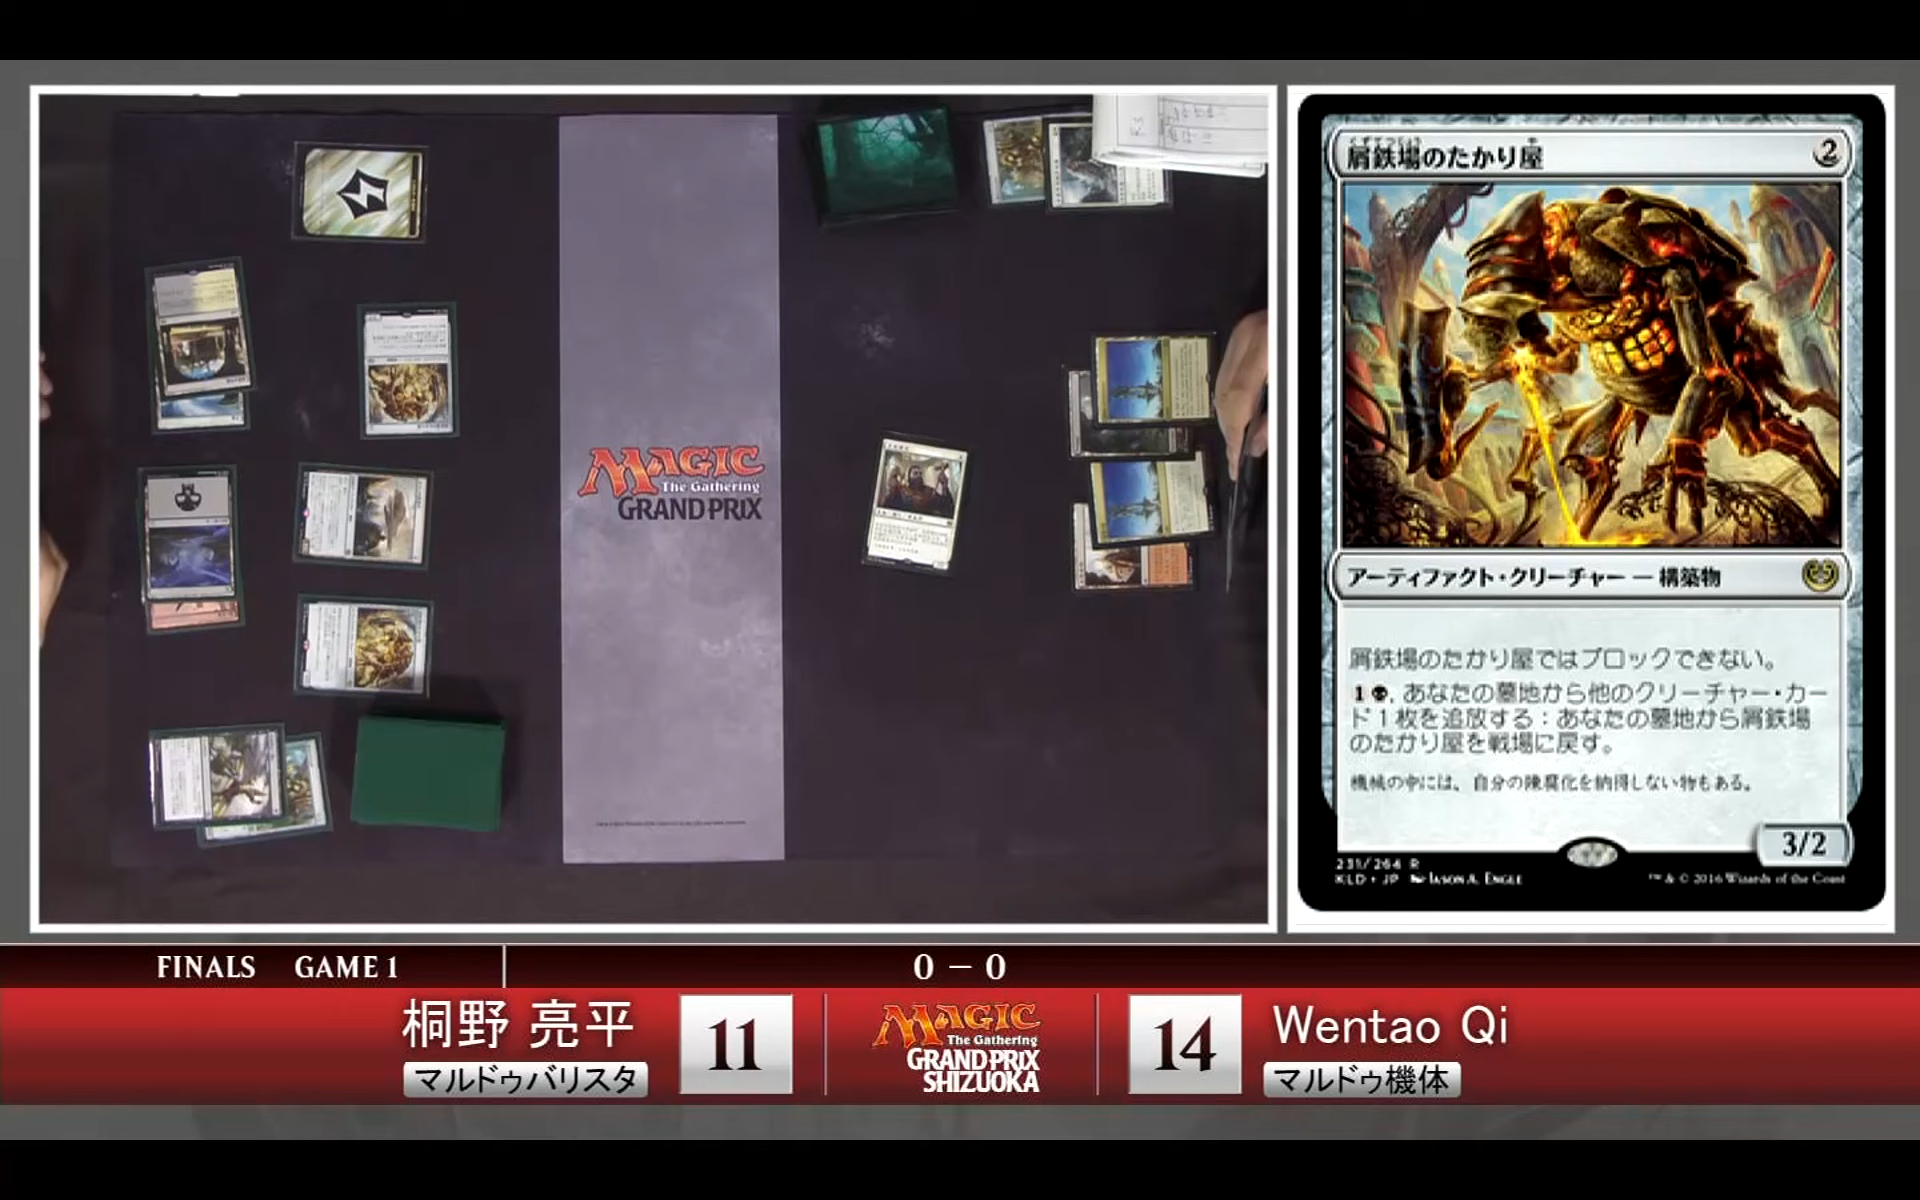 MAGIC
The Gathering
GRAND PRIX
屑鉄場のたかり屋
2
アーティファクト・クリーチャー ― 構築物
屑鉄場のたかり屋ではブロックできない。
1, あなたの墓地から他のクリーチャー・カー
ド1枚を追放する:あなたの墓地から屑鉄場
のたかり屋を戦場に戻す。
機械の中には、自分の陳腐化を納得しない物もある。
3/2
231/264 R
KLD • JP Jason A. Engle
™ & © 2016 Wizards of the Coast
FINALS GAME 1
0 – 0
桐野 亮平
マルドゥバリスタ
11
MAGIC
The Gathering
GRAND PRIX
SHIZUOKA
14
Wentao Qi
マルドゥ機体